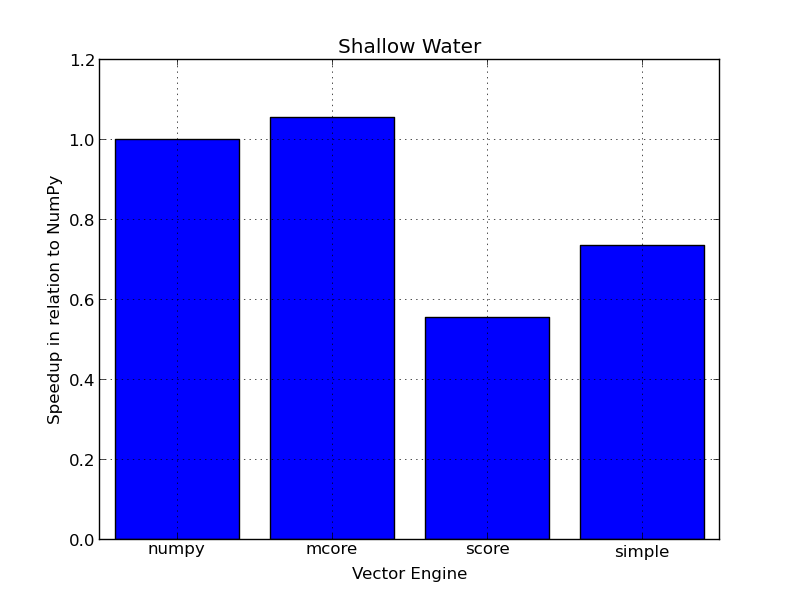 Shallow Water
Speedup in relation to NumPy
1.2
1.0
0.8
0.6
0.4
0.2
0.0
numpy mcore score simple
Vector Engine